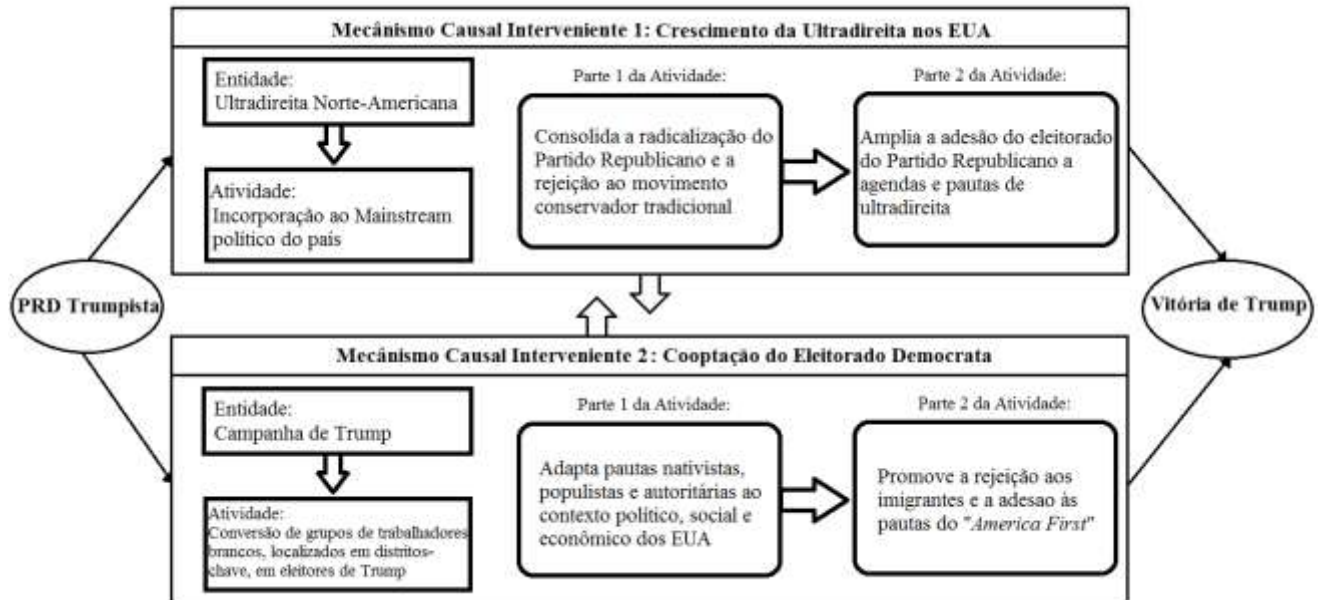 Mecânismo Causal Interveniente 1: Crescimento da Ultradireita nos EUA
Entidade:
Ultradireita Norte-Americana
Atividade:
Incorporação ao Mainstream
político do país
Parte 1 da Atividade:
Consolida a radicalização do
Partido Republicano e a
rejeição ao movimento
conservador tradicional
Parte 2 da Atividade:
Amplia a adesão do eleitorado
do Partido Republicano a
agendas e pautas de
ultradireita
PRD Trumpista
Vitória de Trump
Mecânismo Causal Interveniente 2: Cooptação do Eleitorado Democrata
Entidade:
Campanha de Trump
Atividade:
Conversão de grupos de trabalhadores
brancos, localizados em distritos-
chave, em eleitores de Trump
Parte 1 da Atividade:
Adapta pautas nativistas,
populistas e autoritárias ao
contexto político, social e
econômico dos EUA
Parte 2 da Atividade:
Promove a rejeição aos
imigrantes e a adesao às
pautas do "America First"